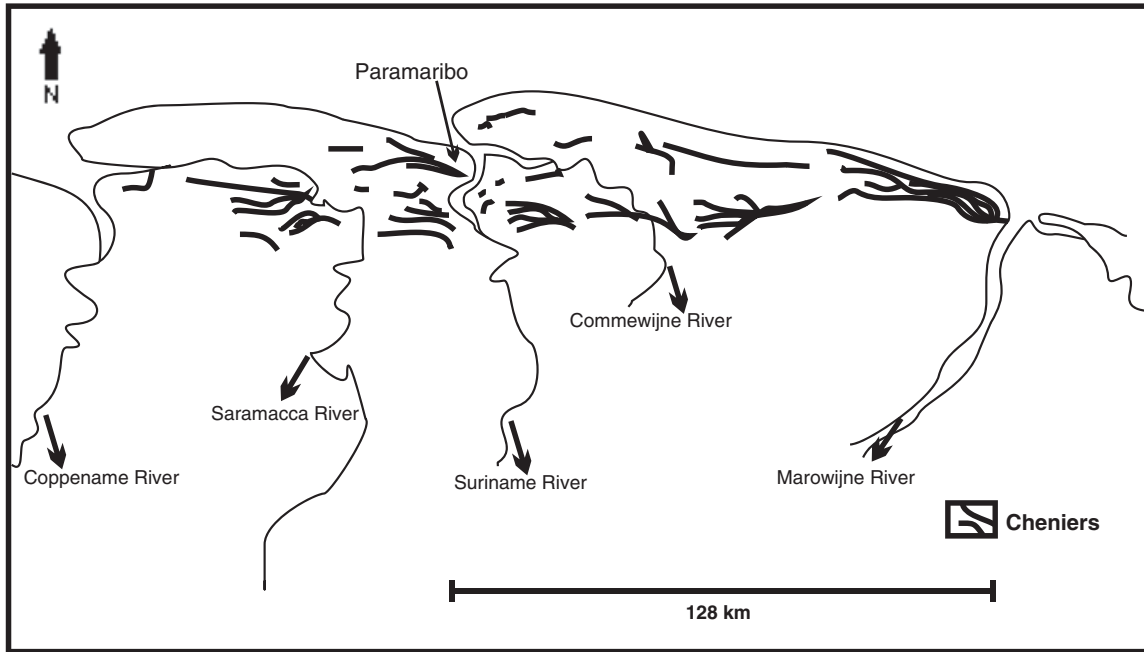 Paramaribo
N
Commewijne River
Saramacca River
Coppename River
Suriname River
Marowijne River
Cheniers
128 km